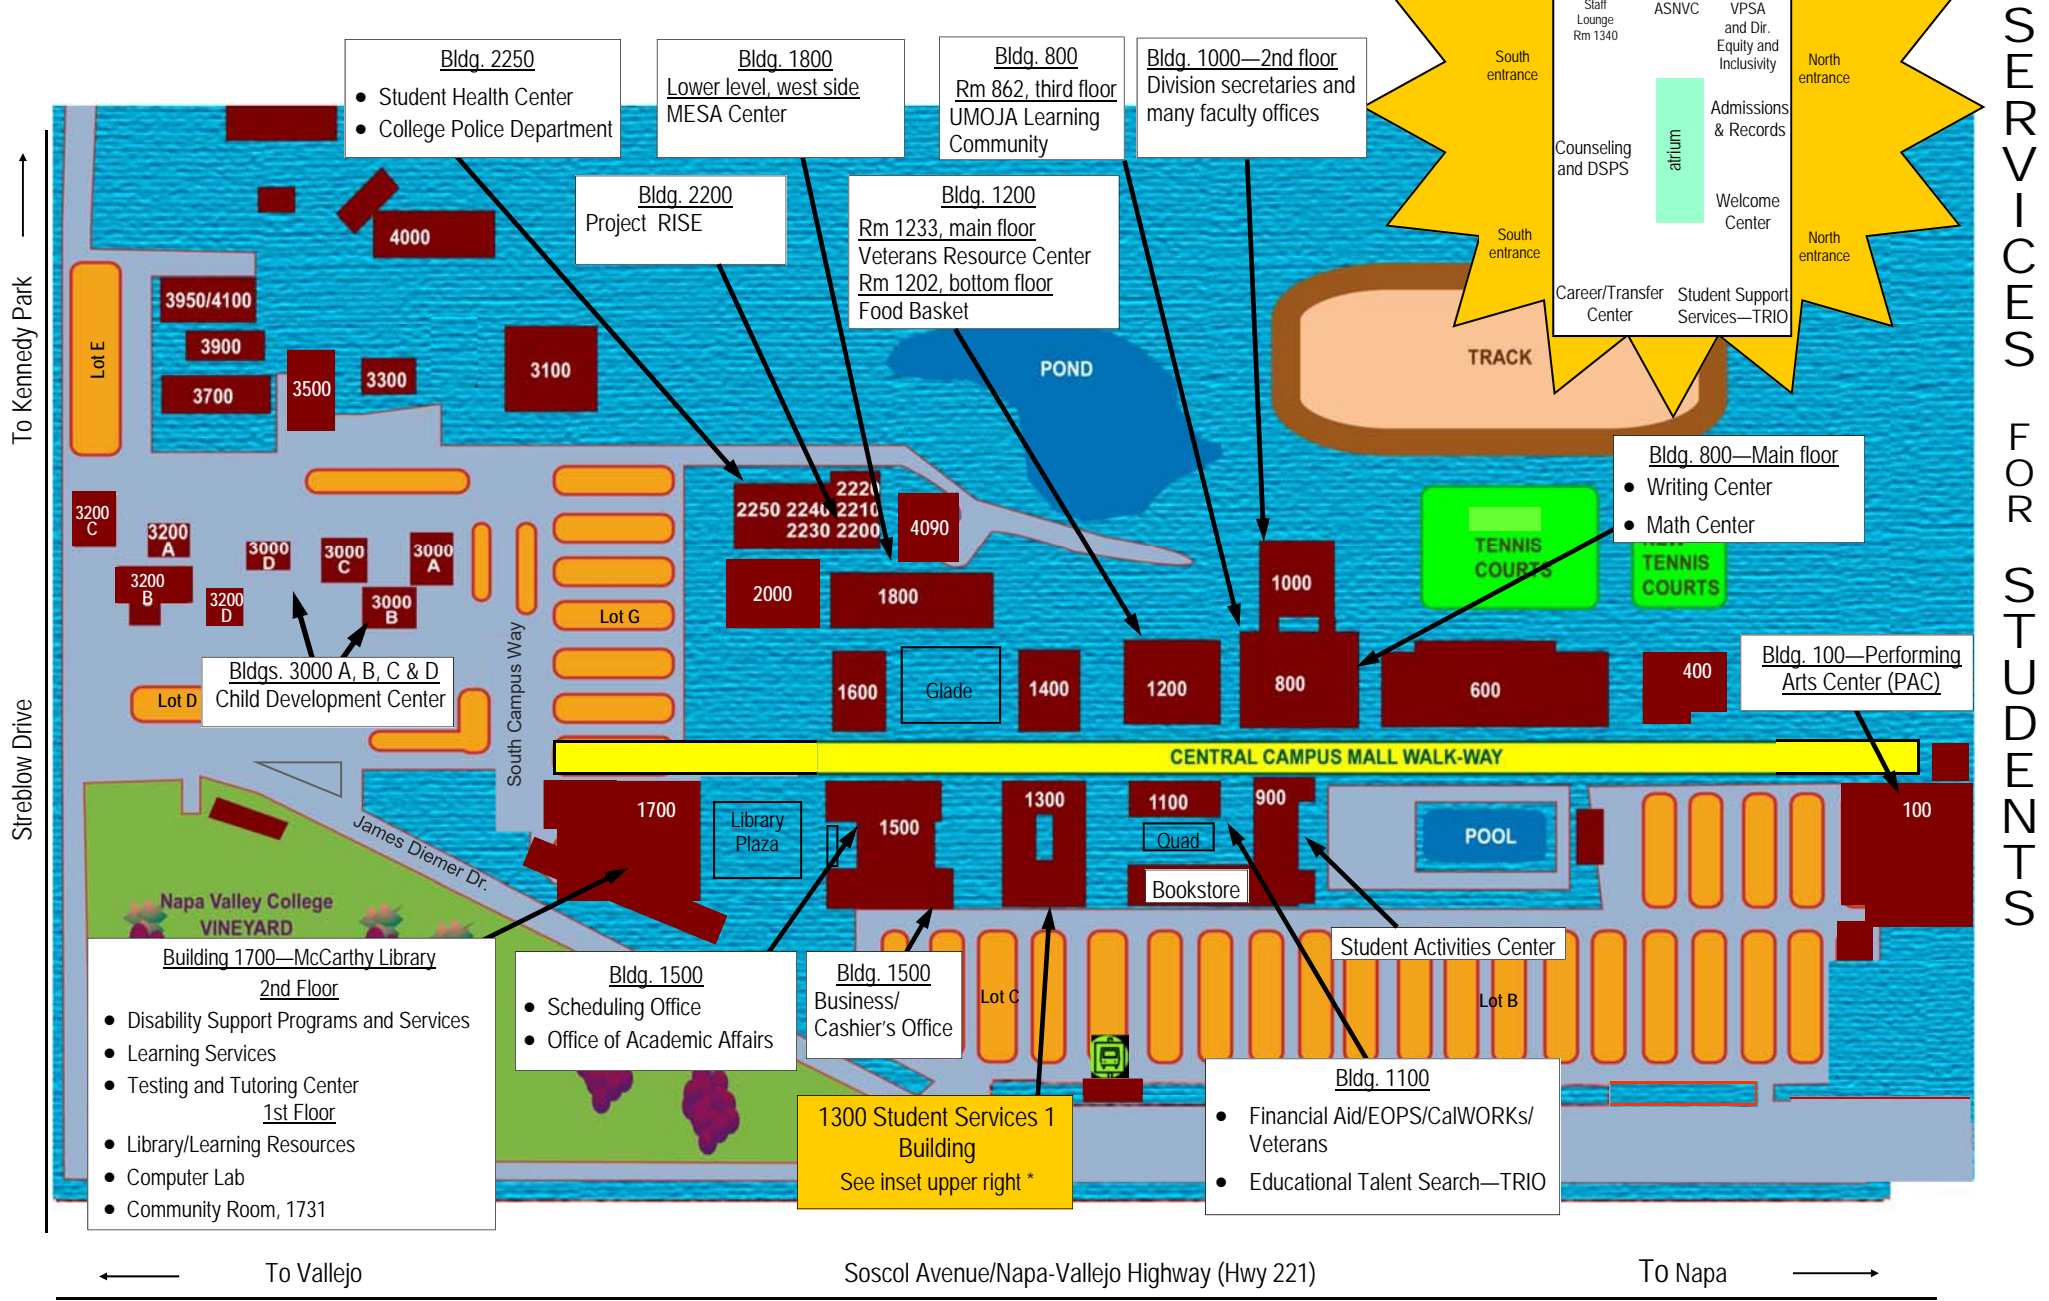 Staff
Lounge
Rm 1340
ASNVC
VPSA
and Dir.
Equity and
Inclusivity
South
entrance
North
entrance
Admissions
& Records
Counseling
and DSPS
atrium
Welcome
Center
South
entrance
North
entrance
Career/Transfer
Center
Student Support
Services—TRIO
SERVICES FOR STUDENTS
Bldg. 2250
• Student Health Center
• College Police Department
Bldg. 1800
Lower level, west side
MESA Center
Bldg. 800
Rm 862, third floor
UMOJA Learning
Community
Bldg. 1000—2nd floor
Division secretaries and
many faculty offices
Bldg. 2200
Project RISE
Bldg. 1200
Rm 1233, main floor
Veterans Resource Center
Rm 1202, bottom floor
Food Basket
To Kennedy Park
Streblow Drive
4000
3950/4100
3900
3700
Lot E
3500
3300
3100
POND
TRACK
Bldg. 800—Main floor
• Writing Center
• Math Center
2220
2250 2240 2210
2230 2200
4090
TENNIS
COURTS
TENNIS
COURTS
3200
C
3200
A
3200
B
3200
D
3000
D
3000
C
3000
A
3000
B
2000
1800
1000
Lot G
South Campus Way
Bldgs. 3000 A, B, C & D
Child Development Center
Lot D
1600
Glade
1400
1200
800
600
400
Bldg. 100—Performing
Arts Center (PAC)
CENTRAL CAMPUS MALL WALK-WAY
1700
Library
Plaza
1500
1300
1100
Quad
Bookstore
900
POOL
100
James Diemer Dr.
Napa Valley College
VINEYARD
Building 1700—McCarthy Library
2nd Floor
• Disability Support Programs and Services
• Learning Services
• Testing and Tutoring Center
1st Floor
• Library/Learning Resources
• Computer Lab
• Community Room, 1731
Bldg. 1500
• Scheduling Office
• Office of Academic Affairs
Bldg. 1500
Business/
Cashier's Office
Lot C
Student Activities Center
Lot B
1300 Student Services 1
Building
See inset upper right *
Bldg. 1100
• Financial Aid/EOPS/CalWORKs/
Veterans
• Educational Talent Search—TRIO
To Vallejo
Soscol Avenue/Napa-Vallejo Highway (Hwy 221)
To Napa